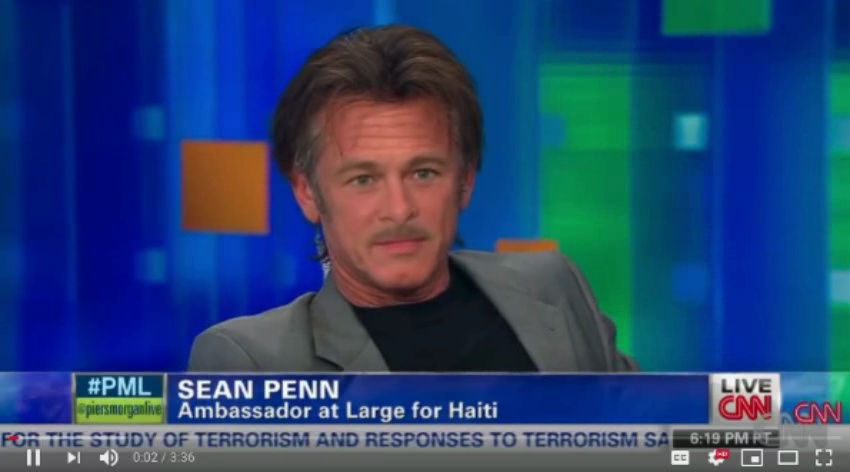 #PML
@piersmorganlive
SEAN PENN
Ambassador at Large for Haiti
LIVE
CNN
CNN
FOR THE STUDY OF TERRORISM AND RESPONSES TO TERRORISM SA
6:19 PM PT
0:02 / 3:36
CC
HD